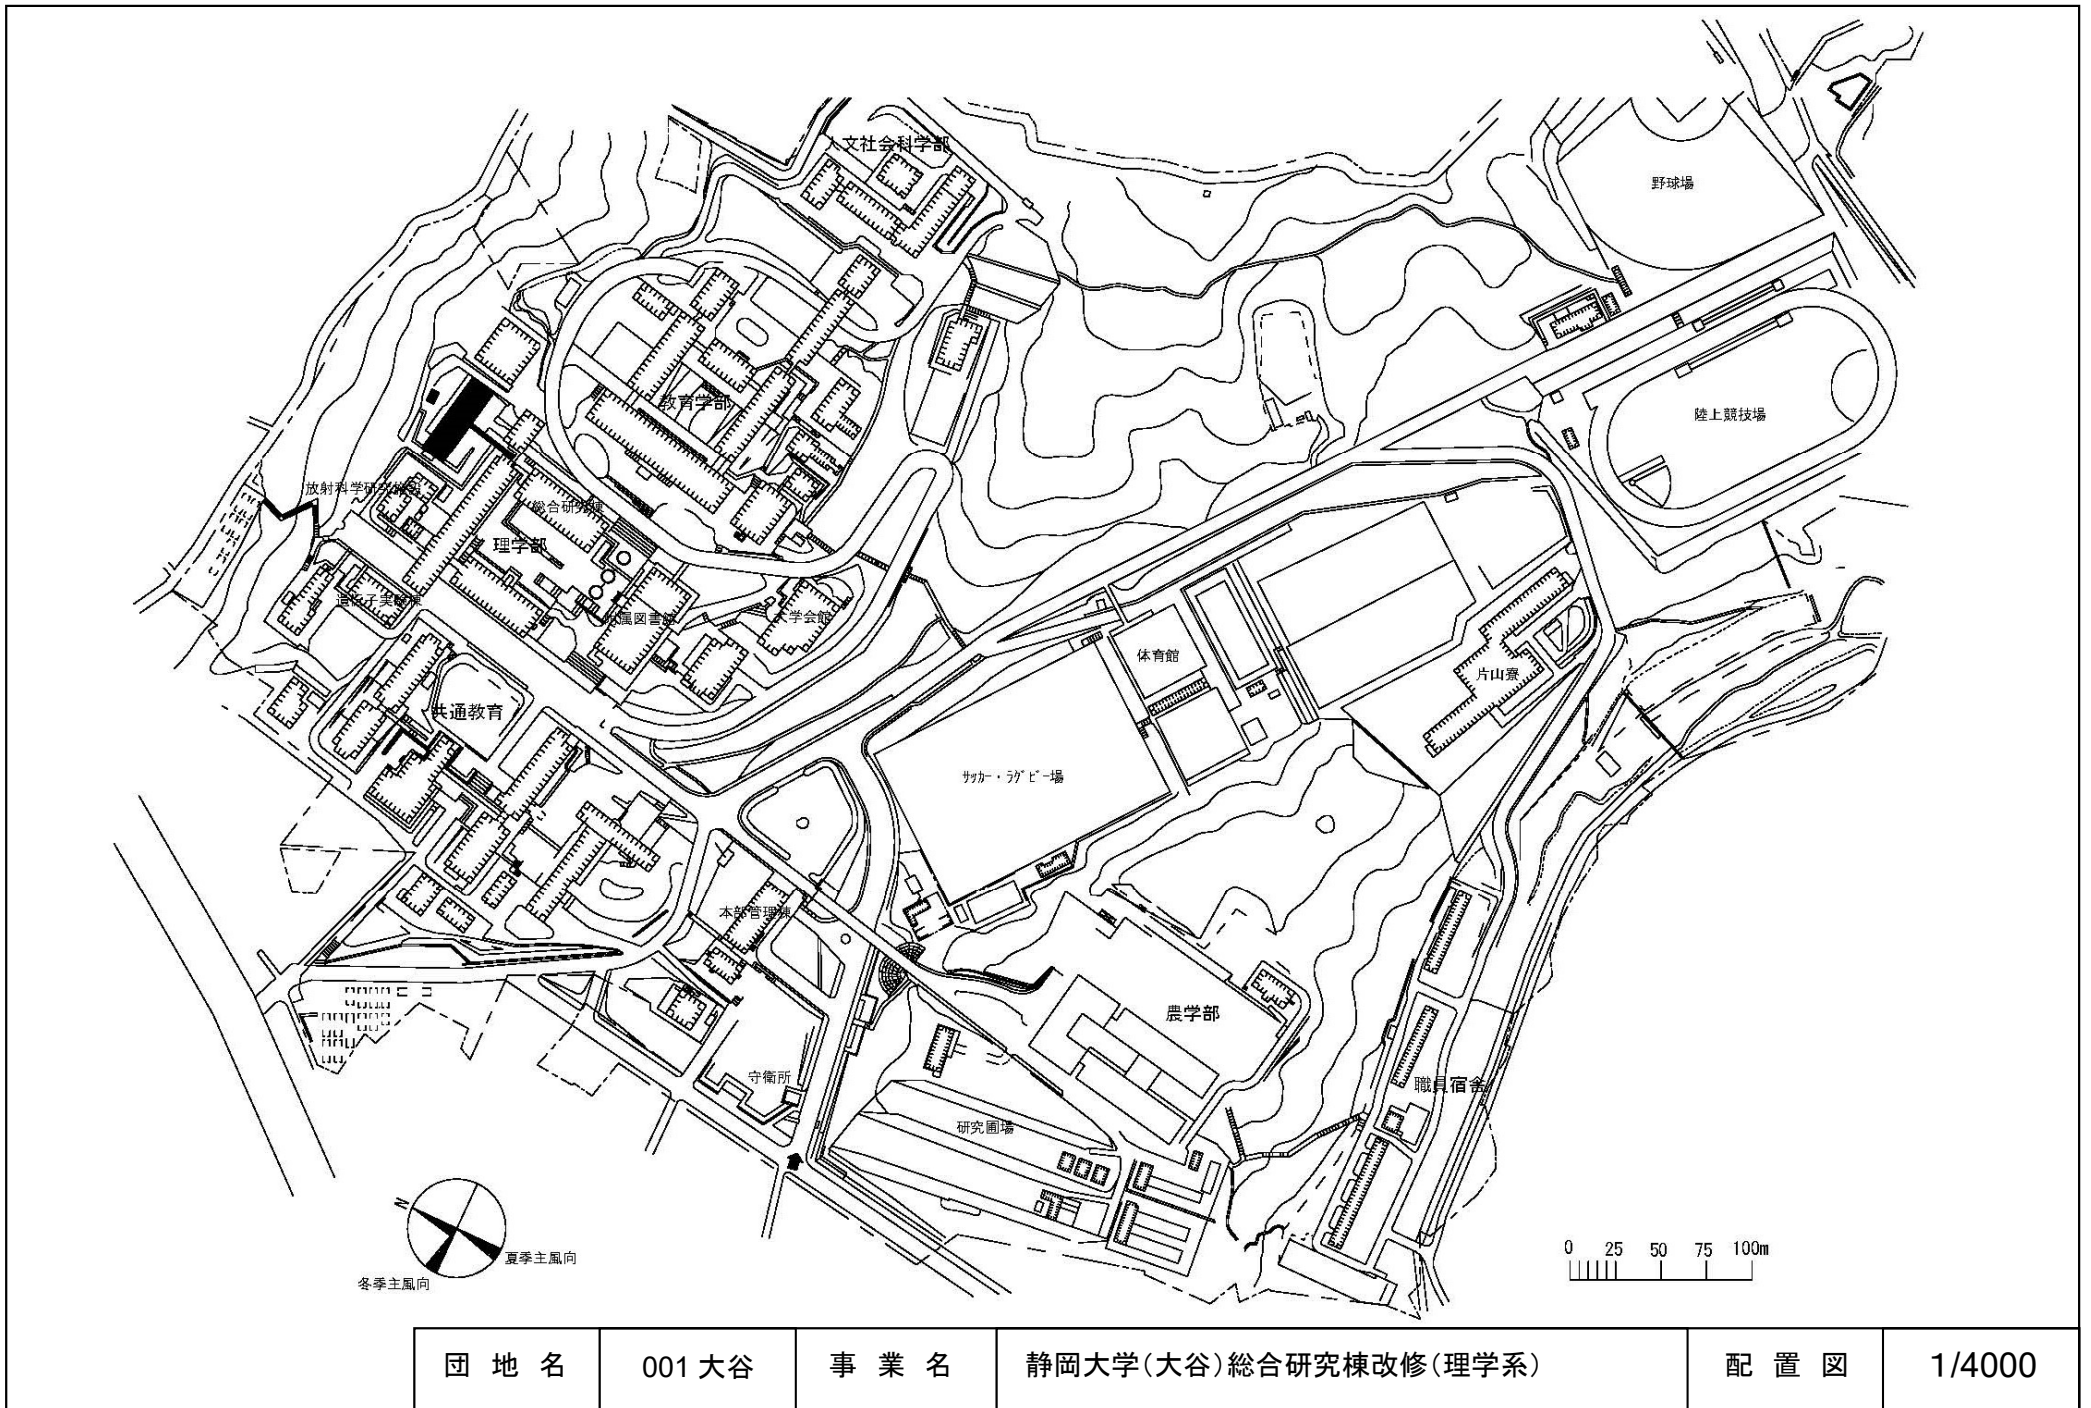 人文社会科学部
野球場
教育学部
陸上競技場
放射科学研究施設
総合研究棟
理学部
遺伝子実験棟
附属図書館
大学会館
体育館
片山寮
共通教育
ｻｯｶｰ・ﾗｸﾞﾋﾞｰ場
本部管理棟
農学部
守衛所
職員宿舎
研究圃場
N
夏季主風向
冬季主風向
0 25 50 75 100m
団 地 名 001 大谷 事 業 名 静岡大学(大谷)総合研究棟改修(理学系) 配 置 図 1/4000